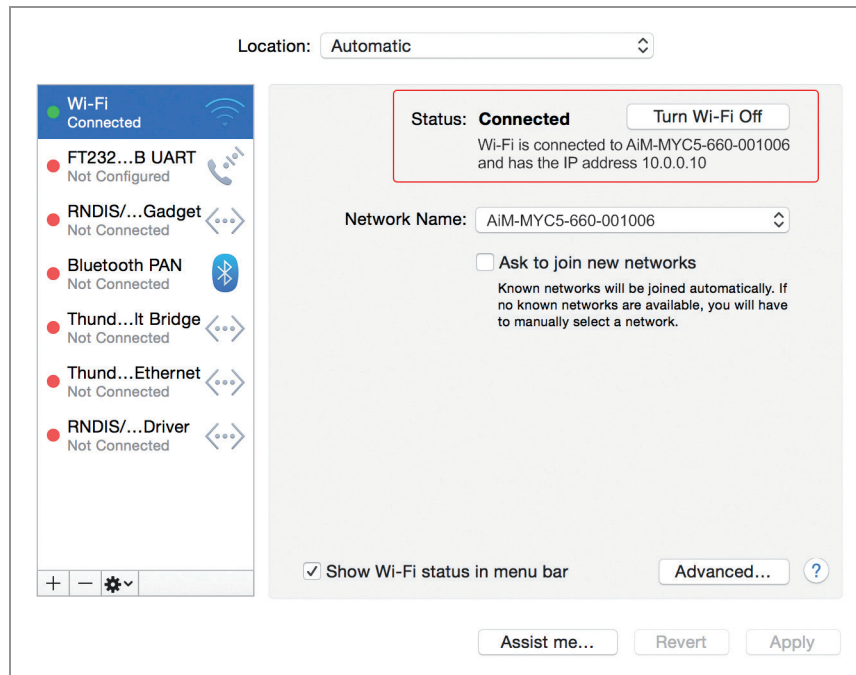 Location: Automatic
Wi-Fi
Connected
FT232...B UART
Not Configured
RNDIS/...Gadget
Not Connected
Bluetooth PAN
Not Connected
Thund...lt Bridge
Not Connected
Thund...Ethernet
Not Connected
RNDIS/...Driver
Not Connected
Status: Connected Turn Wi-Fi Off
Wi-Fi is connected to AiM-MYC5-660-001006
and has the IP address 10.0.0.10
Network Name: AiM-MYC5-660-001006
Ask to join new networks
Known networks will be joined automatically. If
no known networks are available, you will have
to manually select a network.
Show Wi-Fi status in menu bar Advanced... ?
Assist me... Revert Apply